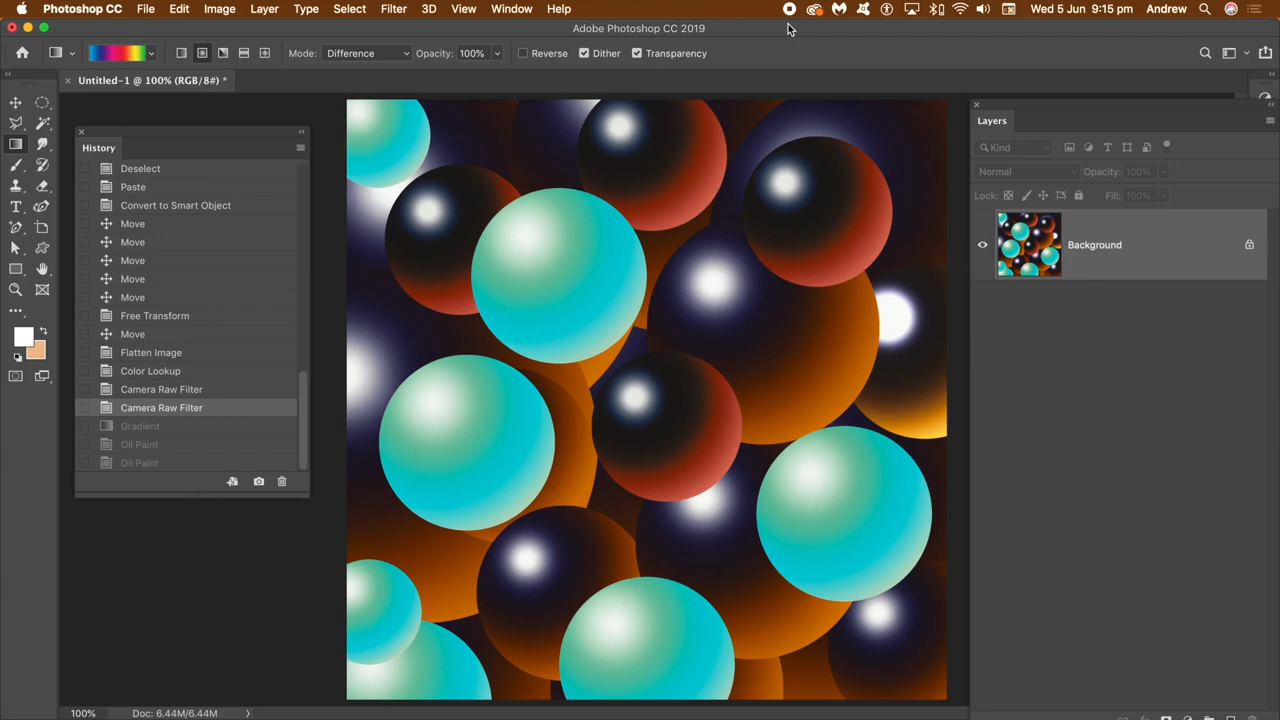 Photoshop CC File Edit Image Layer Type Select Filter 3D View Window Help Wed 5 Jun 9:15 pm Andrew
Adobe Photoshop CC 2019
Mode: Difference Opacity: 100% Reverse Dither Transparency
Untitled-1 @ 100% (RGB/8#) *
History
Deselect
Paste
Convert to Smart Object
Move
Move
Move
Move
Move
Free Transform
Move
Flatten Image
Color Lookup
Camera Raw Filter
Camera Raw Filter
Gradient
Oil Paint
Oil Paint
Layers
Kind
Normal Opacity: 100%
Lock: Fill: 100%
Background
100% Doc: 6.44M/6.44M